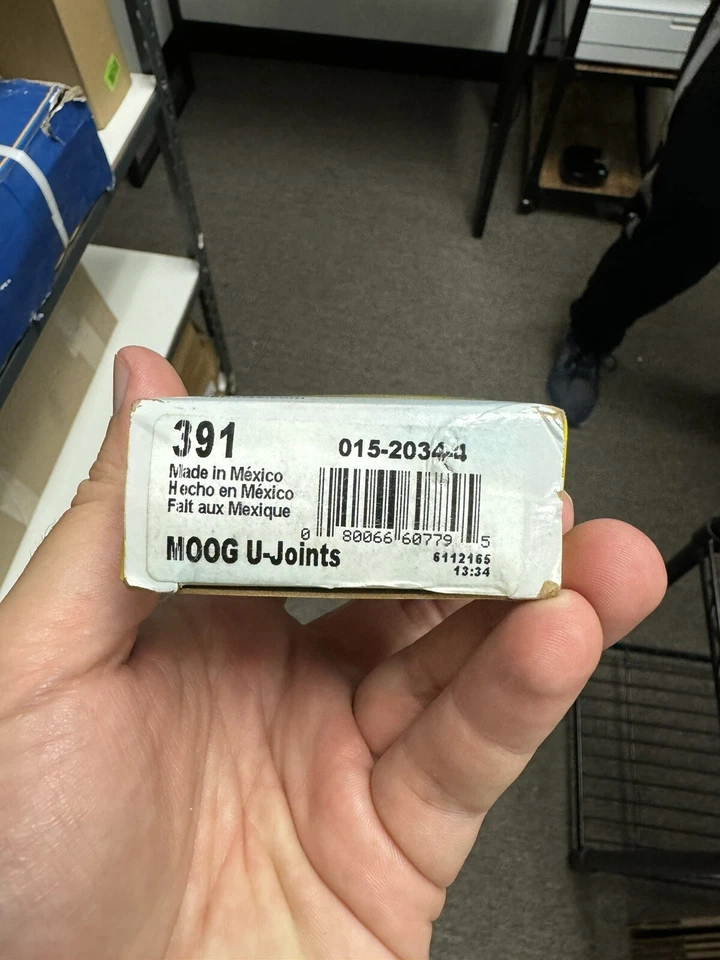 391
015-2034-4
Made in México
Hecho en México
Fait aux Mexique
0 80066 60779 5
MOOG U-Joints
6112165
13:34